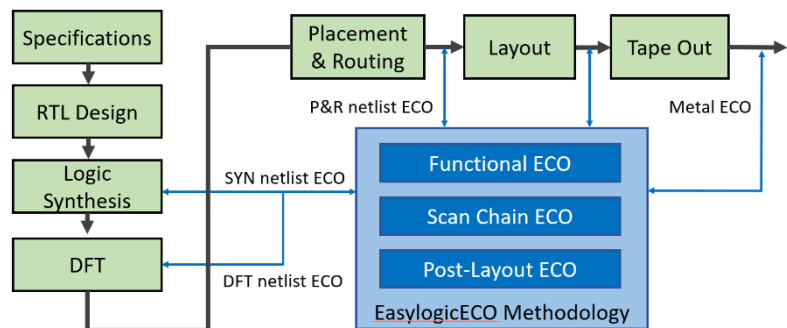 Specifications
RTL Design
Logic
Synthesis
DFT
Placement
& Routing
Layout
Tape Out
P&R netlist ECO
Metal ECO
SYN netlist ECO
DFT netlist ECO
Functional ECO
Scan Chain ECO
Post-Layout ECO
EasylogicECO Methodology